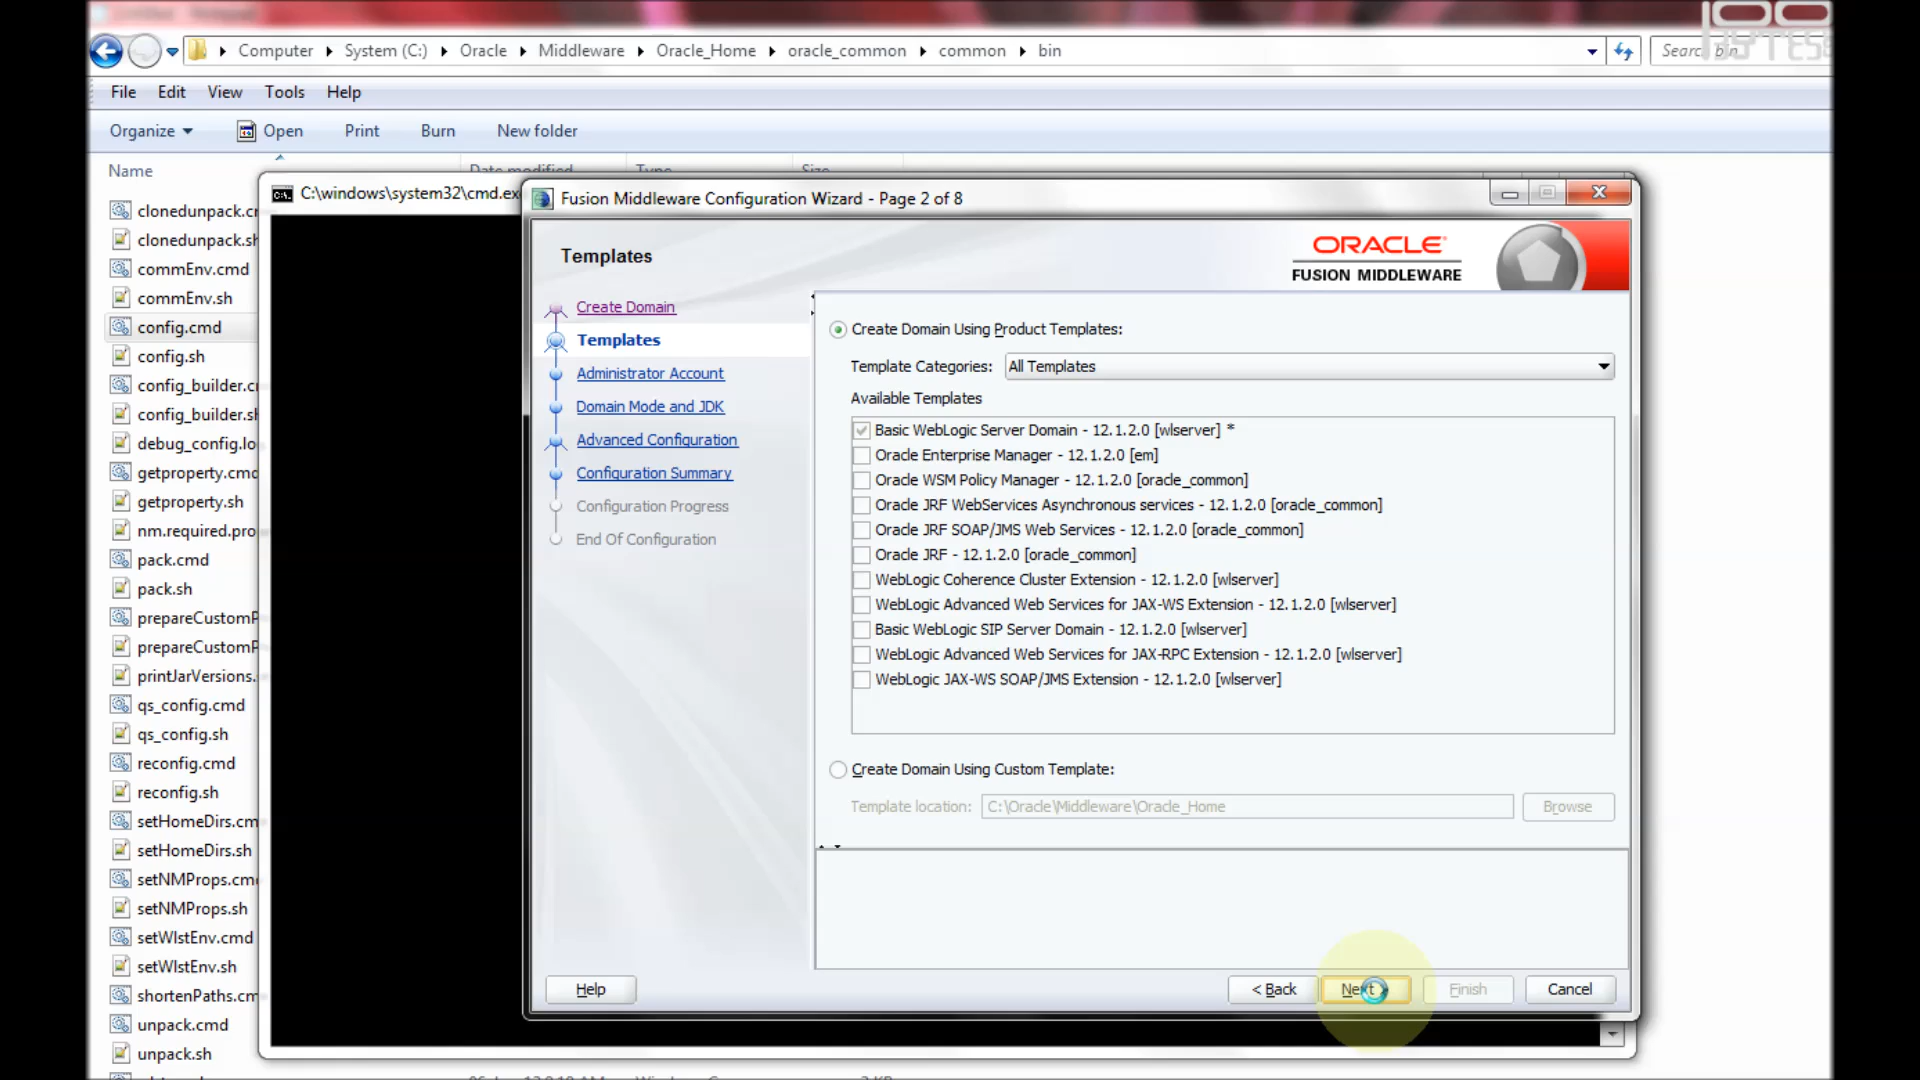 Computer System (C:) Oracle Middleware Oracle_Home oracle_common common bin
Search bin
File Edit View Tools Help
Organize Open Print Burn New folder
Name Date modified Type Size
C:\windows\system32\cmd.exe
Fusion Middleware Configuration Wizard - Page 2 of 8
Templates
ORACLE
FUSION MIDDLEWARE
Create Domain
Templates
Administrator Account
Domain Mode and JDK
Advanced Configuration
Configuration Summary
Configuration Progress
End Of Configuration
Create Domain Using Product Templates:
Template Categories: All Templates
Available Templates
Basic WebLogic Server Domain - 12.1.2.0 [wlserver] *
Oracle Enterprise Manager - 12.1.2.0 [em]
Oracle WSM Policy Manager - 12.1.2.0 [oracle_common]
Oracle JRF WebServices Asynchronous services - 12.1.2.0 [oracle_common]
Oracle JRF SOAP/JMS Web Services - 12.1.2.0 [oracle_common]
Oracle JRF - 12.1.2.0 [oracle_common]
WebLogic Coherence Cluster Extension - 12.1.2.0 [wlserver]
WebLogic Advanced Web Services for JAX-WS Extension - 12.1.2.0 [wlserver]
Basic WebLogic SIP Server Domain - 12.1.2.0 [wlserver]
WebLogic Advanced Web Services for JAX-RPC Extension - 12.1.2.0 [wlserver]
WebLogic JAX-WS SOAP/JMS Extension - 12.1.2.0 [wlserver]
Create Domain Using Custom Template:
Template location: C:\Oracle\Middleware\Oracle_Home Browse
Help < Back Next Finish Cancel
clonedunpack.c
clonedunpack.sh
commEnv.cmd
commEnv.sh
config.cmd
config.sh
config_builder.c
config_builder.sh
debug_config.lo
getproperty.cmd
getproperty.sh
nm.required.pro
pack.cmd
pack.sh
prepareCustomP
prepareCustomP
printJarVersions.
qs_config.cmd
qs_config.sh
reconfig.cmd
reconfig.sh
setHomeDirs.cm
setHomeDirs.sh
setNMProps.cm
setNMProps.sh
setWlstEnv.cmd
setWlstEnv.sh
shortenPaths.cm
unpack.cmd
unpack.sh